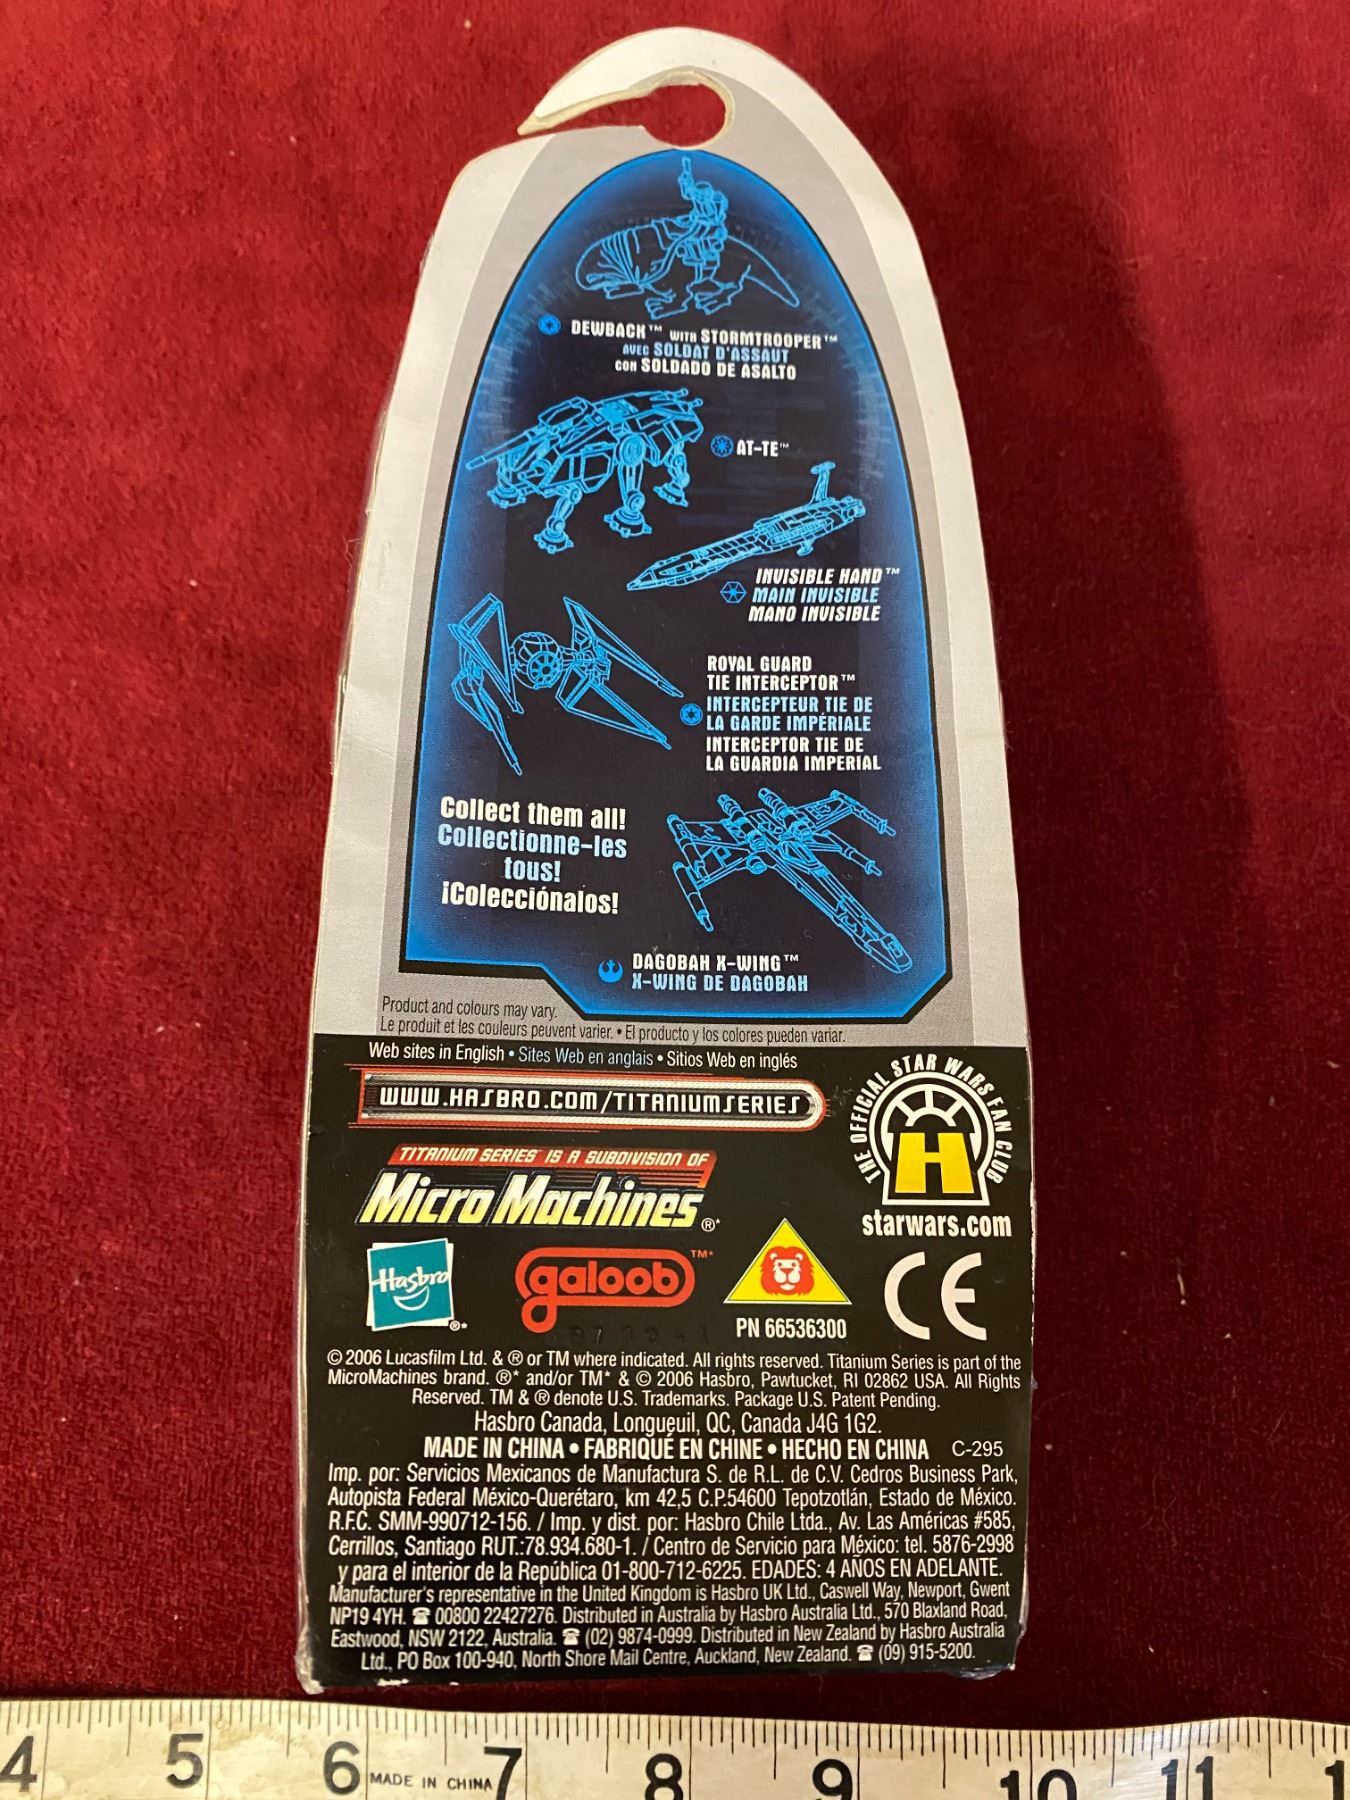 DEWBACK™ WITH STORMTROOPER™
AVEC SOLDAT D'ASSAUT
CON SOLDADO DE ASALTO
AT-TE™
INVISIBLE HAND™
MAIN INVISIBLE
MANO INVISIBLE
ROYAL GUARD
TIE INTERCEPTOR™
INTERCEPTEUR TIE DE
LA GARDE IMPÉRIALE
INTERCEPTOR TIE DE
LA GUARDIA IMPERIAL
Collect them all!
Collectionne-les
tous!
¡Colecciónalos!
DAGOBAH X-WING™
X-WING DE DAGOBAH
Product and colours may vary.
Le produit et les couleurs peuvent varier. • El producto y los colores pueden variar.
Web sites in English • Sites Web en anglais • Sitios Web en inglés
WWW.HASBRO.COM/TITANIUMSERIES
THE OFFICIAL STAR WARS FAN CLUB
H
starwars.com
TITANIUM SERIES™ IS A SUBDIVISION OF
Micro Machines®*
Hasbro®*
galoob™*
CE
PN 66536300
© 2006 Lucasfilm Ltd. & ® or TM where indicated. All rights reserved. Titanium Series is part of the
MicroMachines brand. ®* and/or TM* & © 2006 Hasbro, Pawtucket, RI 02862 USA. All Rights
Reserved. TM & ® denote U.S. Trademarks. Package U.S. Patent Pending.
Hasbro Canada, Longueuil, QC, Canada J4G 1G2.
MADE IN CHINA • FABRIQUÉ EN CHINE • HECHO EN CHINA C-295
Imp. por: Servicios Mexicanos de Manufactura S. de R.L. de C.V. Cedros Business Park,
Autopista Federal México-Querétaro, km 42,5 C.P.54600 Tepotzotlán, Estado de México.
R.F.C. SMM-990712-156. / Imp. y dist. por: Hasbro Chile Ltda., Av. Las Américas #585,
Cerrillos, Santiago RUT.:78.934.680-1. / Centro de Servicio para México: tel. 5876-2998
y para el interior de la República 01-800-712-6225. EDADES: 4 AÑOS EN ADELANTE.
Manufacturer's representative in the United Kingdom is Hasbro UK Ltd., Caswell Way, Newport, Gwent
NP19 4YH. ☎ 00800 22427276. Distributed in Australia by Hasbro Australia Ltd., 570 Blaxland Road,
Eastwood, NSW 2122, Australia. ☎ (02) 9874-0999. Distributed in New Zealand by Hasbro Australia
Ltd., PO Box 100-940, North Shore Mail Centre, Auckland, New Zealand. ☎ (09) 915-5200.
4 5 6 MADE IN CHINA 7 8 9 10 11 1